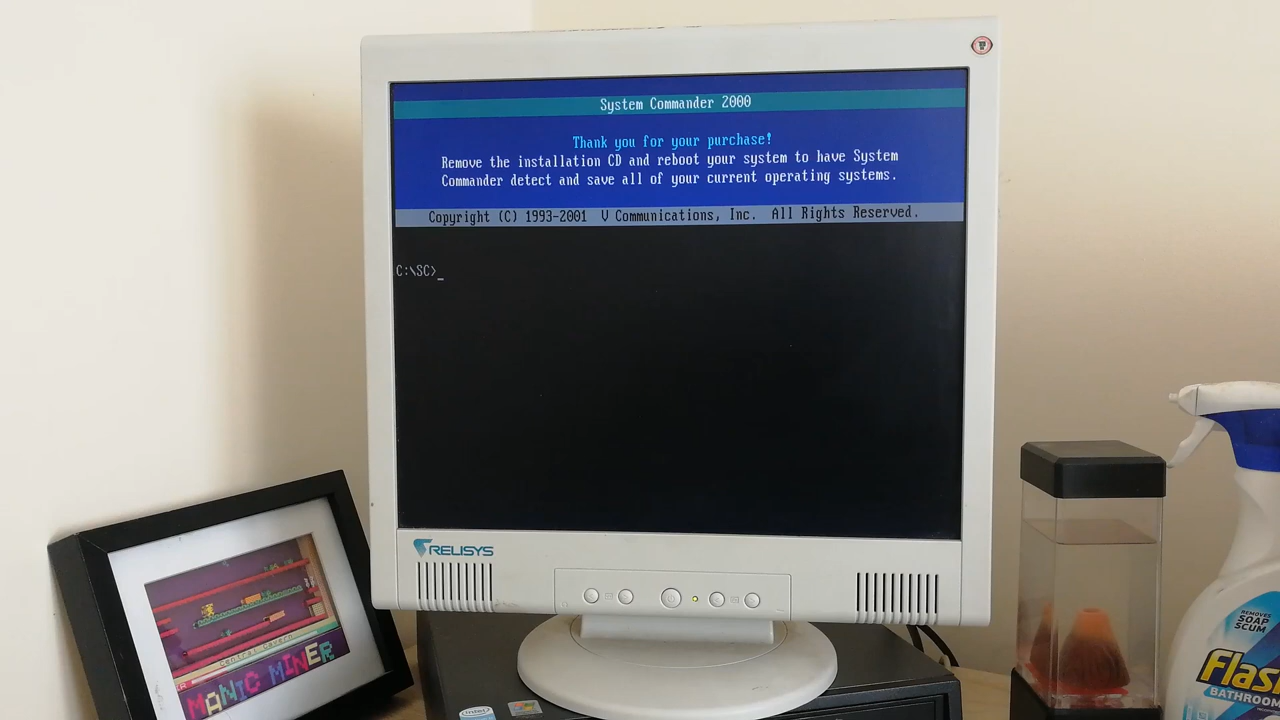 System Commander 2000
Thank you for your purchase!
Remove the installation CD and reboot your system to have System
Commander detect and save all of your current operating systems.
Copyright (C) 1993-2001 V Communications, Inc. All Rights Reserved.
C:\SC>_
RELISYS
Central Cavern
MANIC MINER
REMOVES
SOAP
SCUM
Flas
BATHROOM